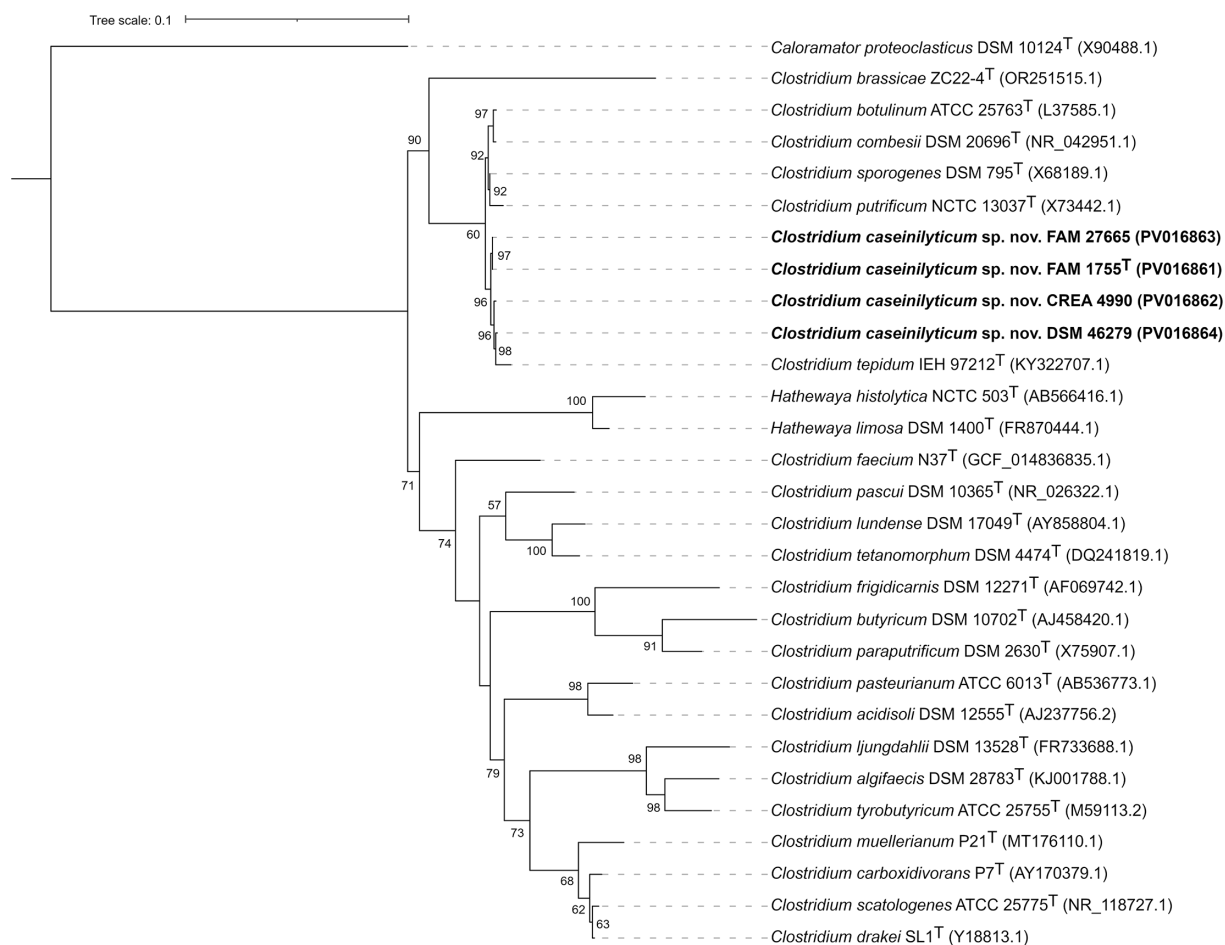 Tree scale: 0.1
Caloramator proteoclasticus DSM 10124T (X90488.1)
Clostridium brassicae ZC22-4T (OR251515.1)
90
97
Clostridium botulinum ATCC 25763T (L37585.1)
Clostridium combesii DSM 20696T (NR_042951.1)
92
Clostridium sporogenes DSM 795T (X68189.1)
92
Clostridium putrificum NCTC 13037T (X73442.1)
60
Clostridium caseinilyticum sp. nov. FAM 27665 (PV016863)
97
Clostridium caseinilyticum sp. nov. FAM 1755T (PV016861)
96
Clostridium caseinilyticum sp. nov. CREA 4990 (PV016862)
96
Clostridium caseinilyticum sp. nov. DSM 46279 (PV016864)
98
Clostridium tepidum IEH 97212T (KY322707.1)
100
Hathewaya histolytica NCTC 503T (AB566416.1)
Hathewaya limosa DSM 1400T (FR870444.1)
71
Clostridium faecium N37T (GCF_014836835.1)
74
57
Clostridium pascui DSM 10365T (NR_026322.1)
Clostridium lundense DSM 17049T (AY858804.1)
100
Clostridium tetanomorphum DSM 4474T (DQ241819.1)
100
Clostridium frigidicarnis DSM 12271T (AF069742.1)
Clostridium butyricum DSM 10702T (AJ458420.1)
91
Clostridium paraputrificum DSM 2630T (X75907.1)
98
Clostridium pasteurianum ATCC 6013T (AB536773.1)
Clostridium acidisoli DSM 12555T (AJ237756.2)
79
98
Clostridium ljungdahlii DSM 13528T (FR733688.1)
Clostridium algifaecis DSM 28783T (KJ001788.1)
98
Clostridium tyrobutyricum ATCC 25755T (M59113.2)
73
Clostridium muellerianum P21T (MT176110.1)
68
Clostridium carboxidivorans P7T (AY170379.1)
62
Clostridium scatologenes ATCC 25775T (NR_118727.1)
63
Clostridium drakei SL1T (Y18813.1)